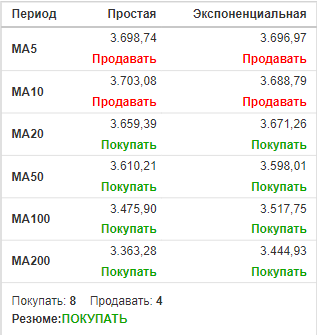 Период Простая Экспоненциальная
3.698,74 3.696,97
MA5
Продавать Продавать
3.703,08 3.688,79
MA10
Продавать Продавать
3.659,39 3.671,26
MA20
Покупать Покупать
3.610,21 3.598,01
MA50
Покупать Покупать
3.475,90 3.517,75
MA100
Покупать Покупать
3.363,28 3.444,93
MA200
Покупать Покупать
Покупать: 8 Продавать: 4
Резюме:ПОКУПАТЬ